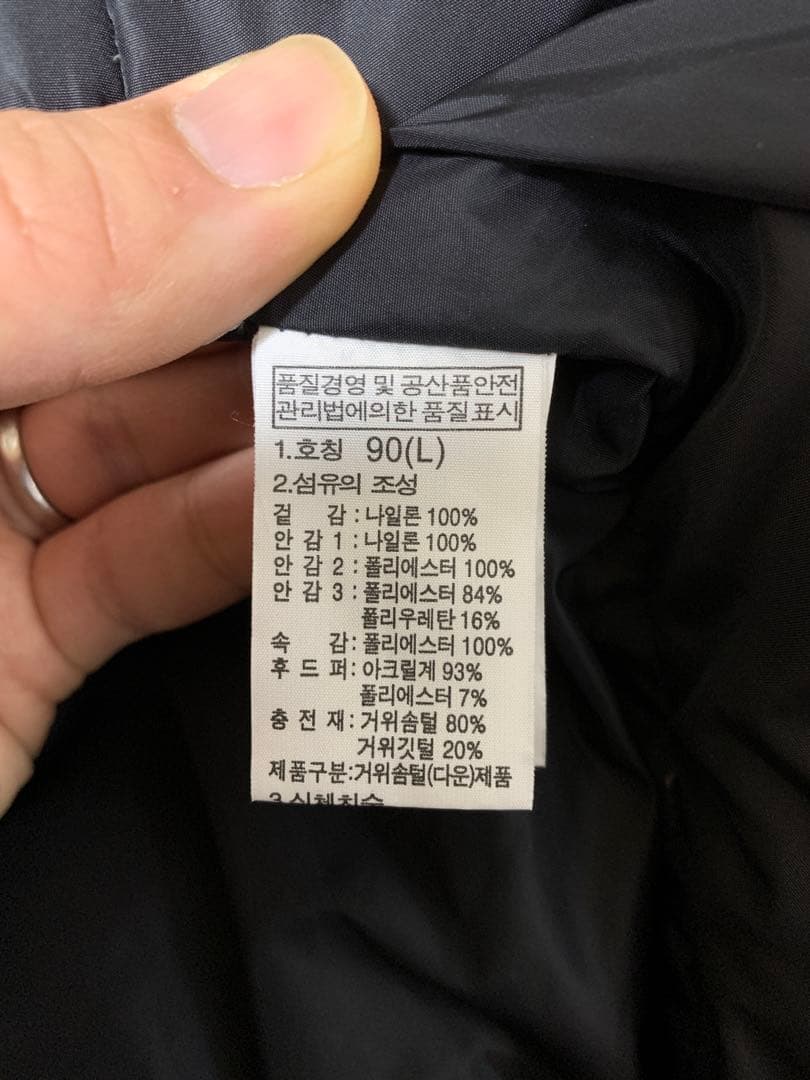 품질경영 및 공산품안전
관리법에의한 품질표시
1.호칭 90(L)
2.섬유의 조성
겉 감 : 나일론 100%
안 감 1 : 나일론 100%
안 감 2 : 폴리에스터 100%
안 감 3 : 폴리에스터 84%
폴리우레탄 16%
속 감 : 폴리에스터 100%
후 드 퍼 : 아크릴계 93%
폴리에스터 7%
충 전 재 : 거위솜털 80%
거위깃털 20%
제품구분:거위솜털(다운)제품
3.실체치수